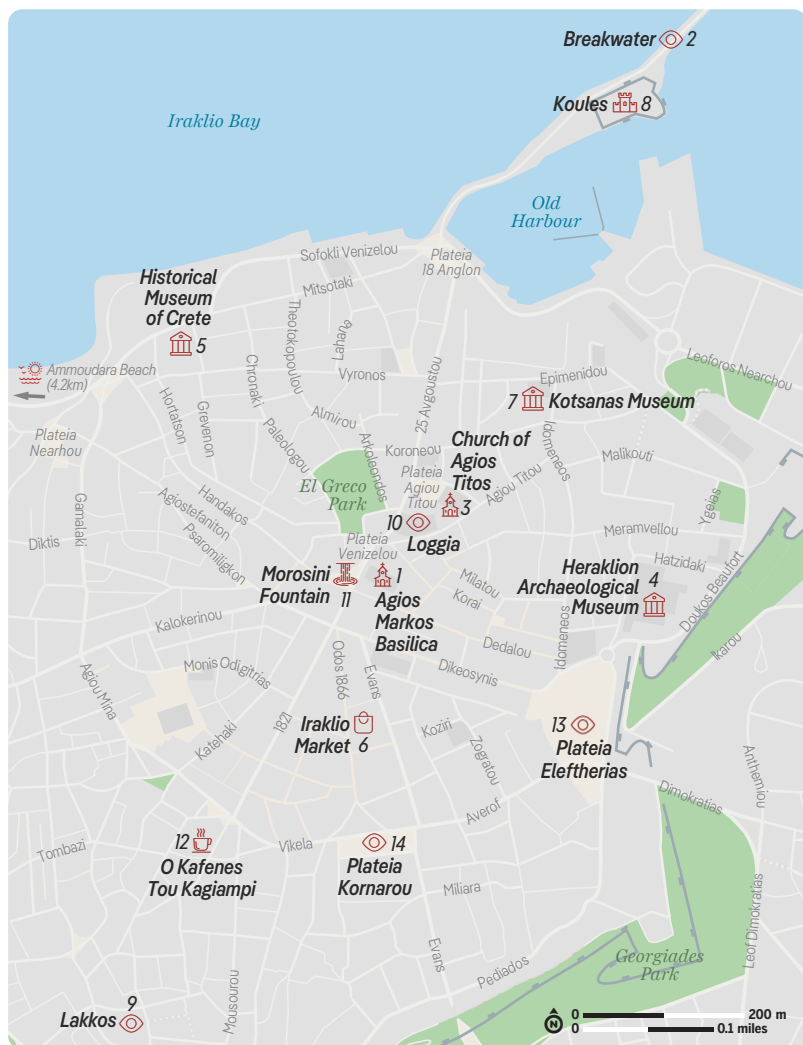 Breakwater 2
Koules 8
Iraklio Bay
Old
Harbour
Sofokli Venizelou
Plateia
18 Anglon
Mitsotaki
Historical
Museum
of Crete
5
Theotokopoulou
Lahana
Vyronos
25 Avgoustou
Epimenidou
Leoforos Nearchou
Ammoudara Beach
(4.2km)
Chronaki
7 Kotsanas Museum
Hortatson
Grevenon
Almirou
Paleologou
Arkoleondos
Koroneou
Church of
Agios
Titos
3
Idomeneos
Malikouti
Plateia
Nearhou
Plateia
Agiou
Titou
Agiou Titou
El Greco
Park
Handakos
Agiostefaniton
Psaromiligkon
Gamalaki
Ygeias
10
Loggia
Meramvellou
Diktis
Plateia
Venizelou
Hatzidaki
Morosini
Fountain 11
1
Agios
Markos
Basilica
Milatou
Korai
Heraklion
Archaeological
Museum
4
Doukos Beaufort
Ikarou
Kalokerinou
Dedalou
Idomeneos
Monis Odigitrias
Odos 1866
Evans
Dikeosynis
Agiou Mina
Katehaki
1821
Iraklio
Market 6
Koziri
Zografou
13
Plateia
Eleftherias
Anthemiou
Dimokratias
Averof
Tombazi
12
O Kafenes
Tou Kagiampi
Vikela
14
Plateia
Kornarou
Miliara
Leof Dimokratias
Evans
Pediados
Georgiades
Park
Mousourou
9
Lakkos
N
0 200 m
0 0.1 miles